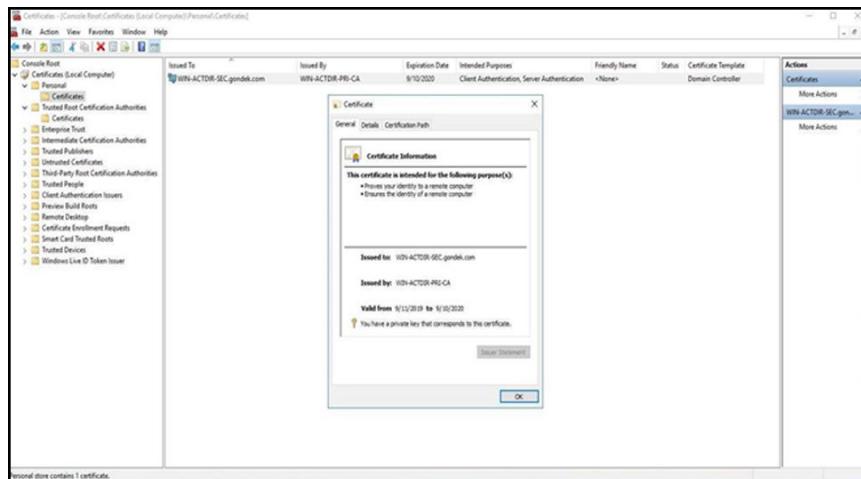 Certificates - [Console Root\Certificates (Local Computer)\Personal\Certificates]
File Action View Favorites Window Help
Console Root
Certificates (Local Computer)
Personal
Certificates
Trusted Root Certification Authorities
Certificates
Enterprise Trust
Intermediate Certification Authorities
Trusted Publishers
Untrusted Certificates
Third-Party Root Certification Authorities
Trusted People
Client Authentication Issuers
Preview Build Roots
Remote Desktop
Certificate Enrollment Requests
Smart Card Trusted Roots
Trusted Devices
Windows Live ID Token Issuer
Issued To Issued By Expiration Date Intended Purposes Friendly Name Status Certificate Template
WIN-ACTDIR-SEC.gondek.com WIN-ACTDIR-PRI-CA 9/10/2020 Client Authentication, Server Authentication <None> Domain Controller
Certificate
General Details Certification Path
Certificate Information
This certificate is intended for the following purpose(s):
• Proves your identity to a remote computer
• Ensures the identity of a remote computer
Issued to: WIN-ACTDIR-SEC.gondek.com
Issued by: WIN-ACTDIR-PRI-CA
Valid from 9/11/2019 to 9/10/2020
You have a private key that corresponds to this certificate.
Issuer Statement
OK
Actions
Certificates
More Actions
WIN-ACTDIR-SEC.gon...
More Actions
Personal store contains 1 certificate.